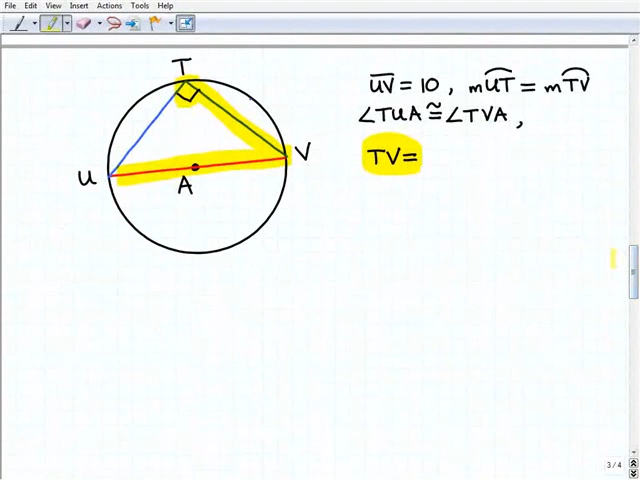 File Edit View Insert Actions Tools Help
T
U
A
V
UV = 10 , mUT = mTV
∠TUA ≅ ∠TVA ,
TV =
3 / 4